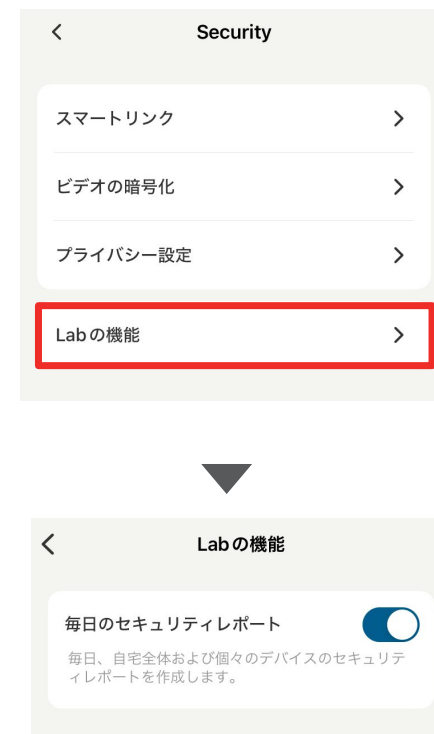 Security
スマートリンク
ビデオの暗号化
プライバシー設定
Labの機能
Labの機能
毎日のセキュリティレポート
毎日、自宅全体および個々のデバイスのセキュリテ
ィレポートを作成します。